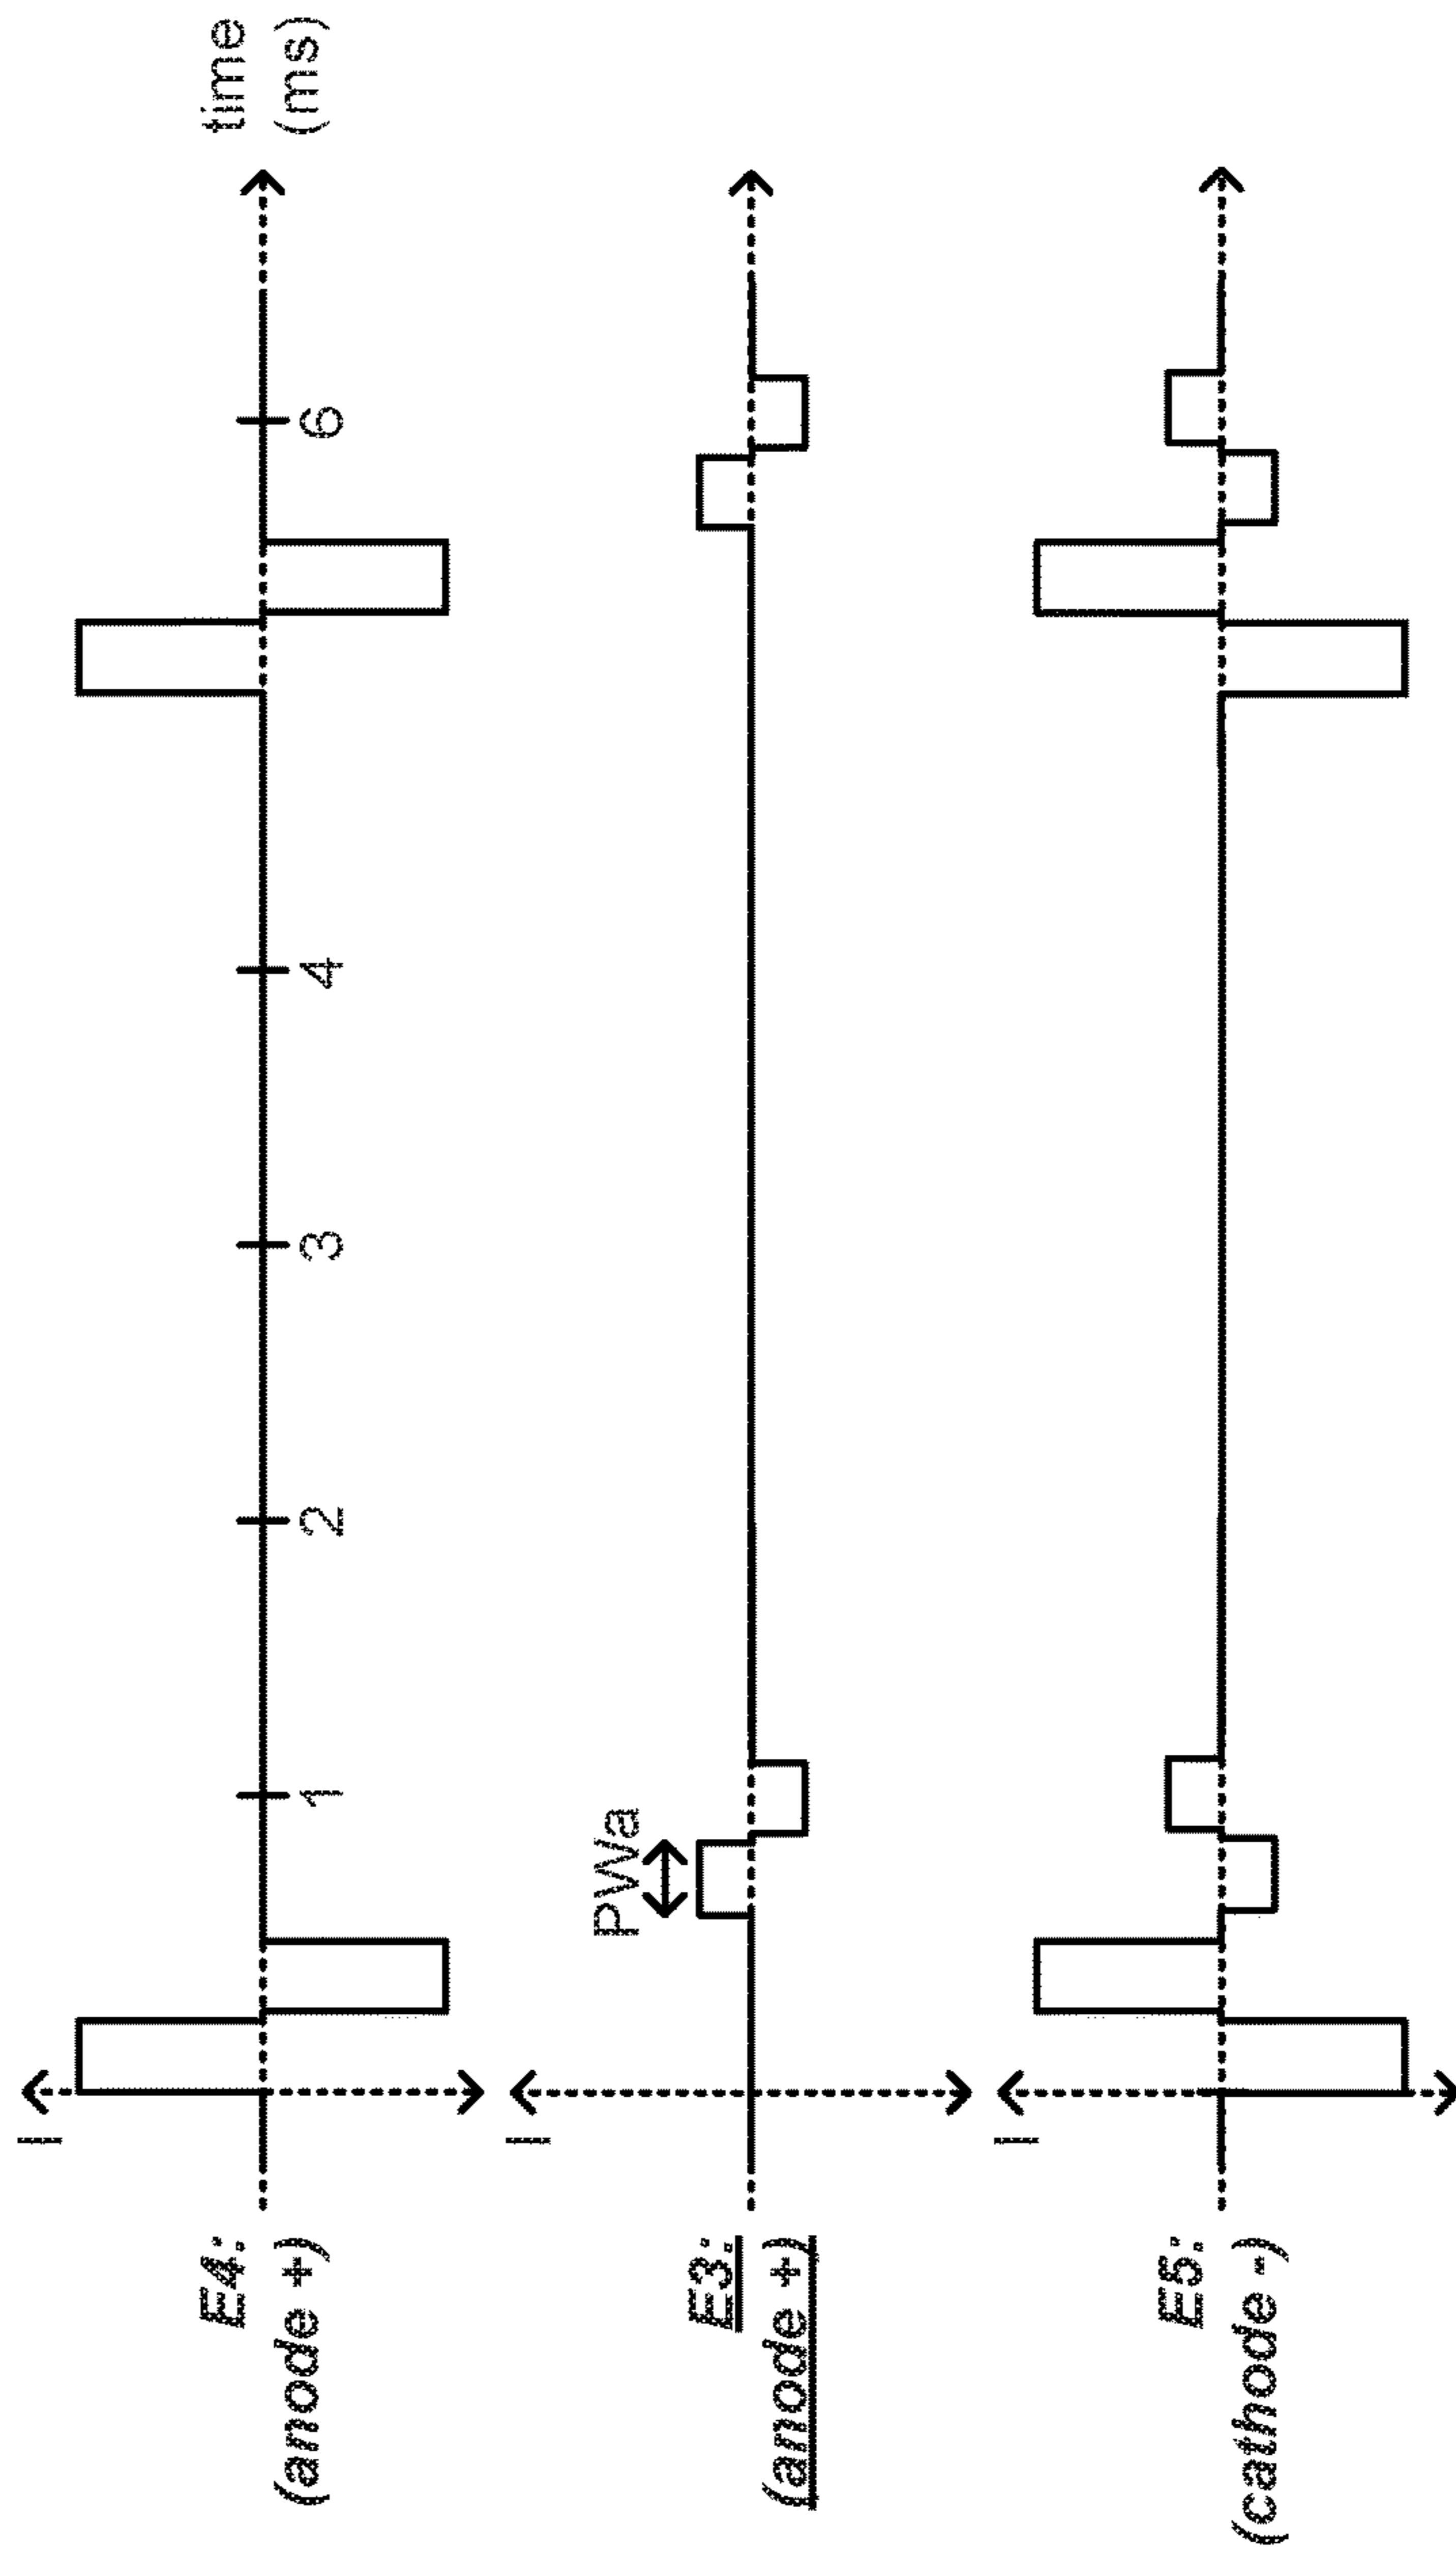 I
E4:
(anode +)
1
2
3
4
6
time
(ms)
I
PWa
E3:
(anode +)
I
E5:
(cathode -)